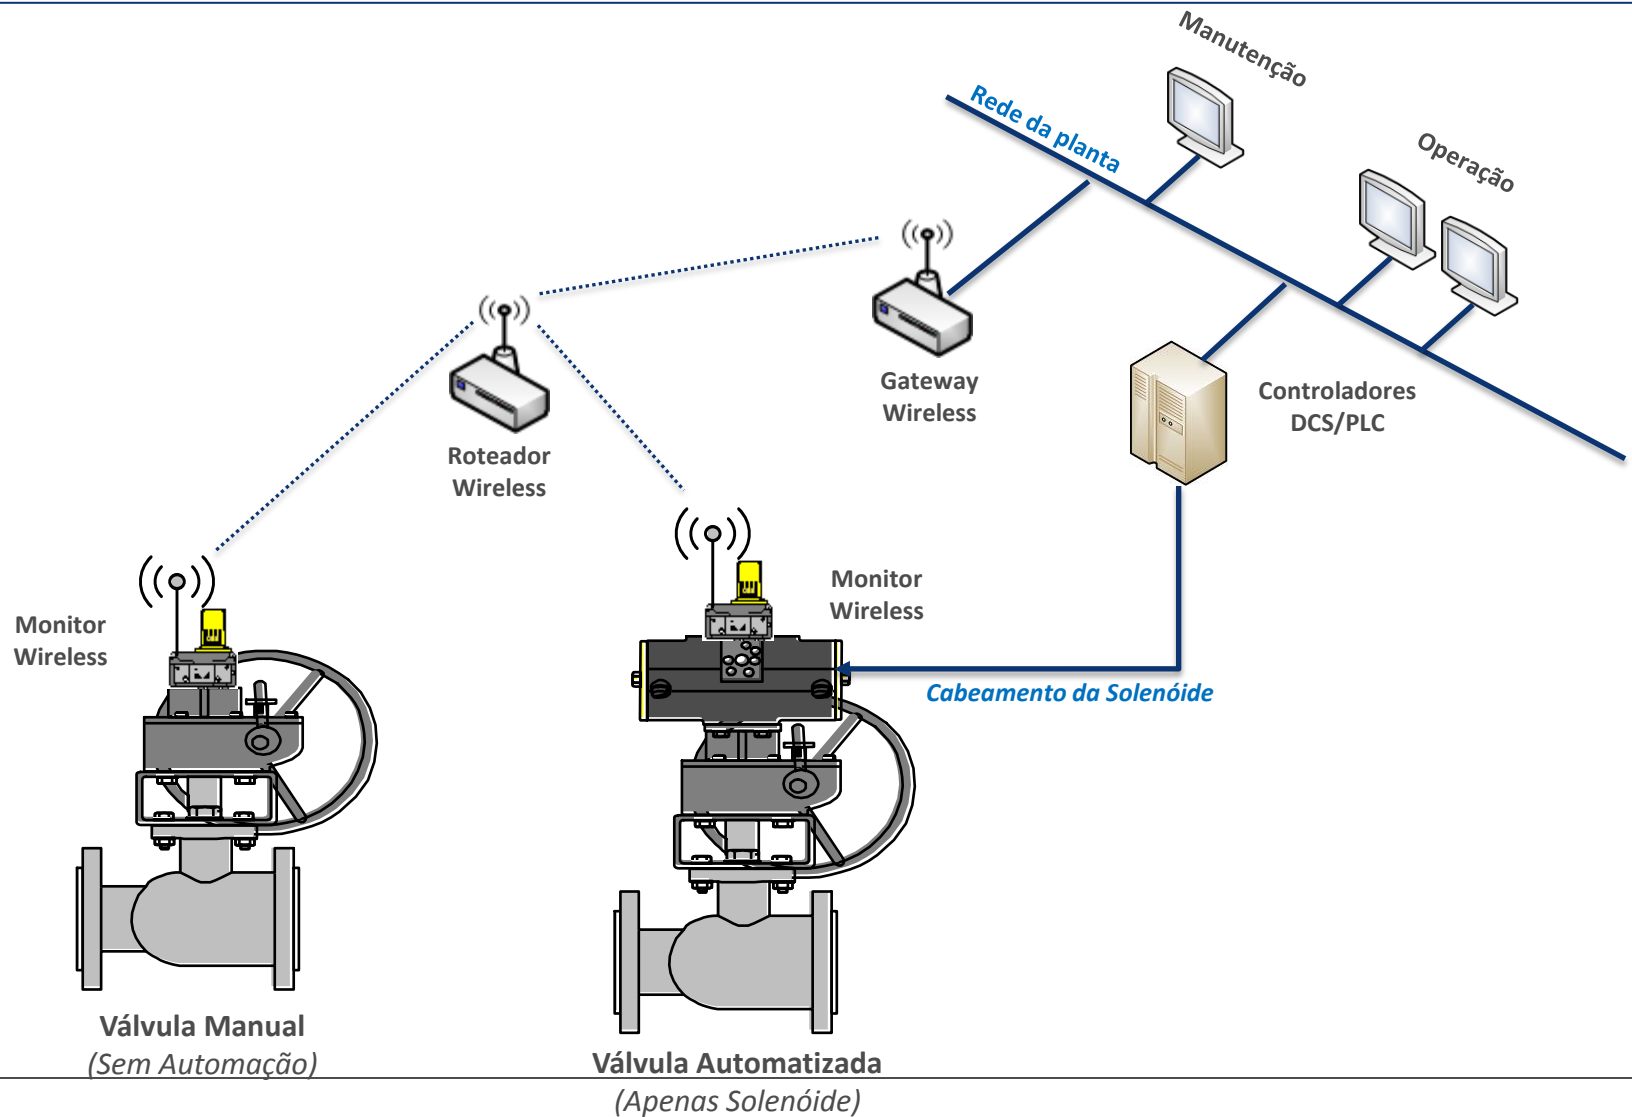 Manutenção
Rede da planta
Operação
Gateway
Wireless
Controladores
DCS/PLC
Roteador
Wireless
Monitor
Wireless
Monitor
Wireless
Cabeamento da Solenóide
Válvula Manual
(Sem Automação)
Válvula Automatizada
(Apenas Solenóide)